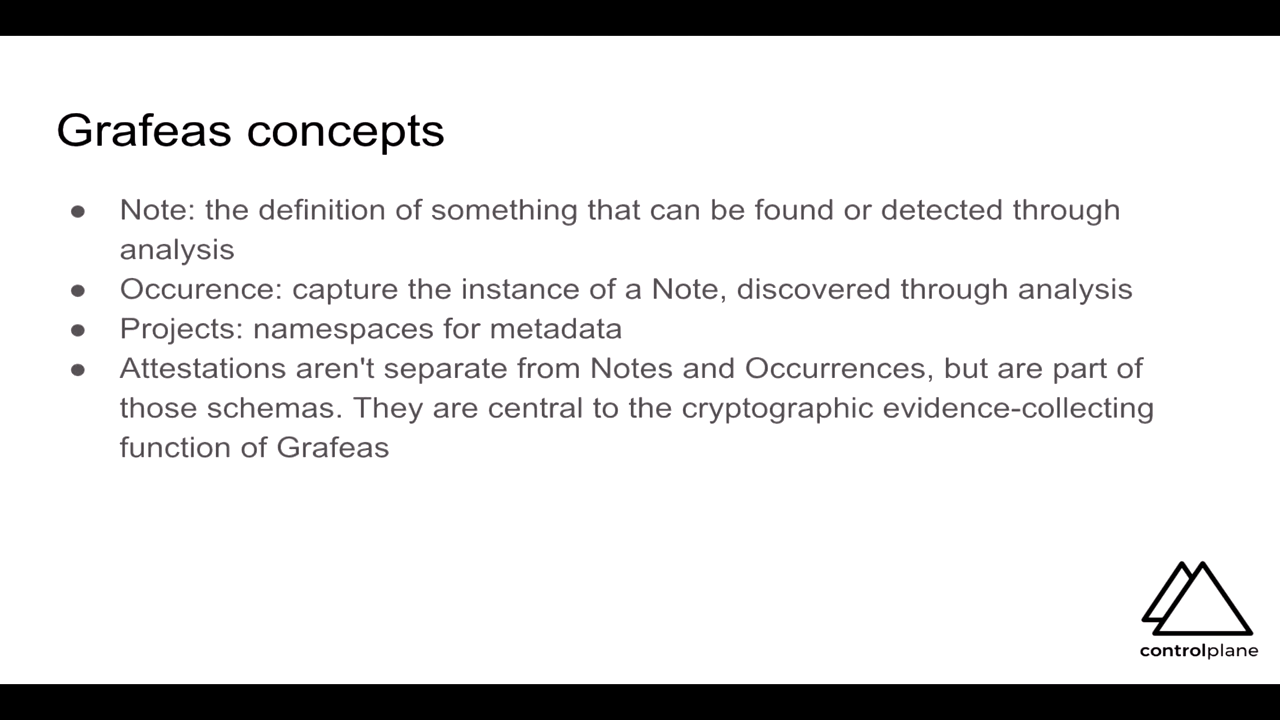 Grafeas concepts
● Note: the definition of something that can be found or detected through
analysis
● Occurence: capture the instance of a Note, discovered through analysis
● Projects: namespaces for metadata
● Attestations aren't separate from Notes and Occurrences, but are part of
those schemas. They are central to the cryptographic evidence-collecting
function of Grafeas
controlplane